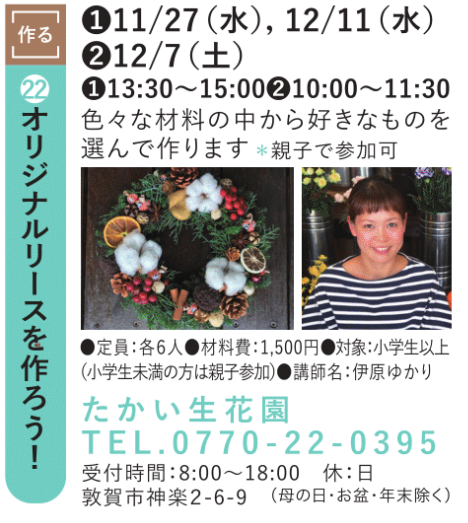 作る
㉒オリジナルリースを作ろう！
❶11/27（水），12/11（水）
❷12/7（土）
❶13:30〜15:00❷10:00〜11:30
色々な材料の中から好きなものを
選んで作ります ＊親子で参加可
●定員：各6人●材料費：1,500円●対象：小学生以上
（小学生未満の方は親子参加）●講師名：伊原ゆかり
たかい生花園
TEL.0770-22-0395
受付時間：8:00〜18:00　休：日
敦賀市神楽2-6-9　（母の日・お盆・年末除く）